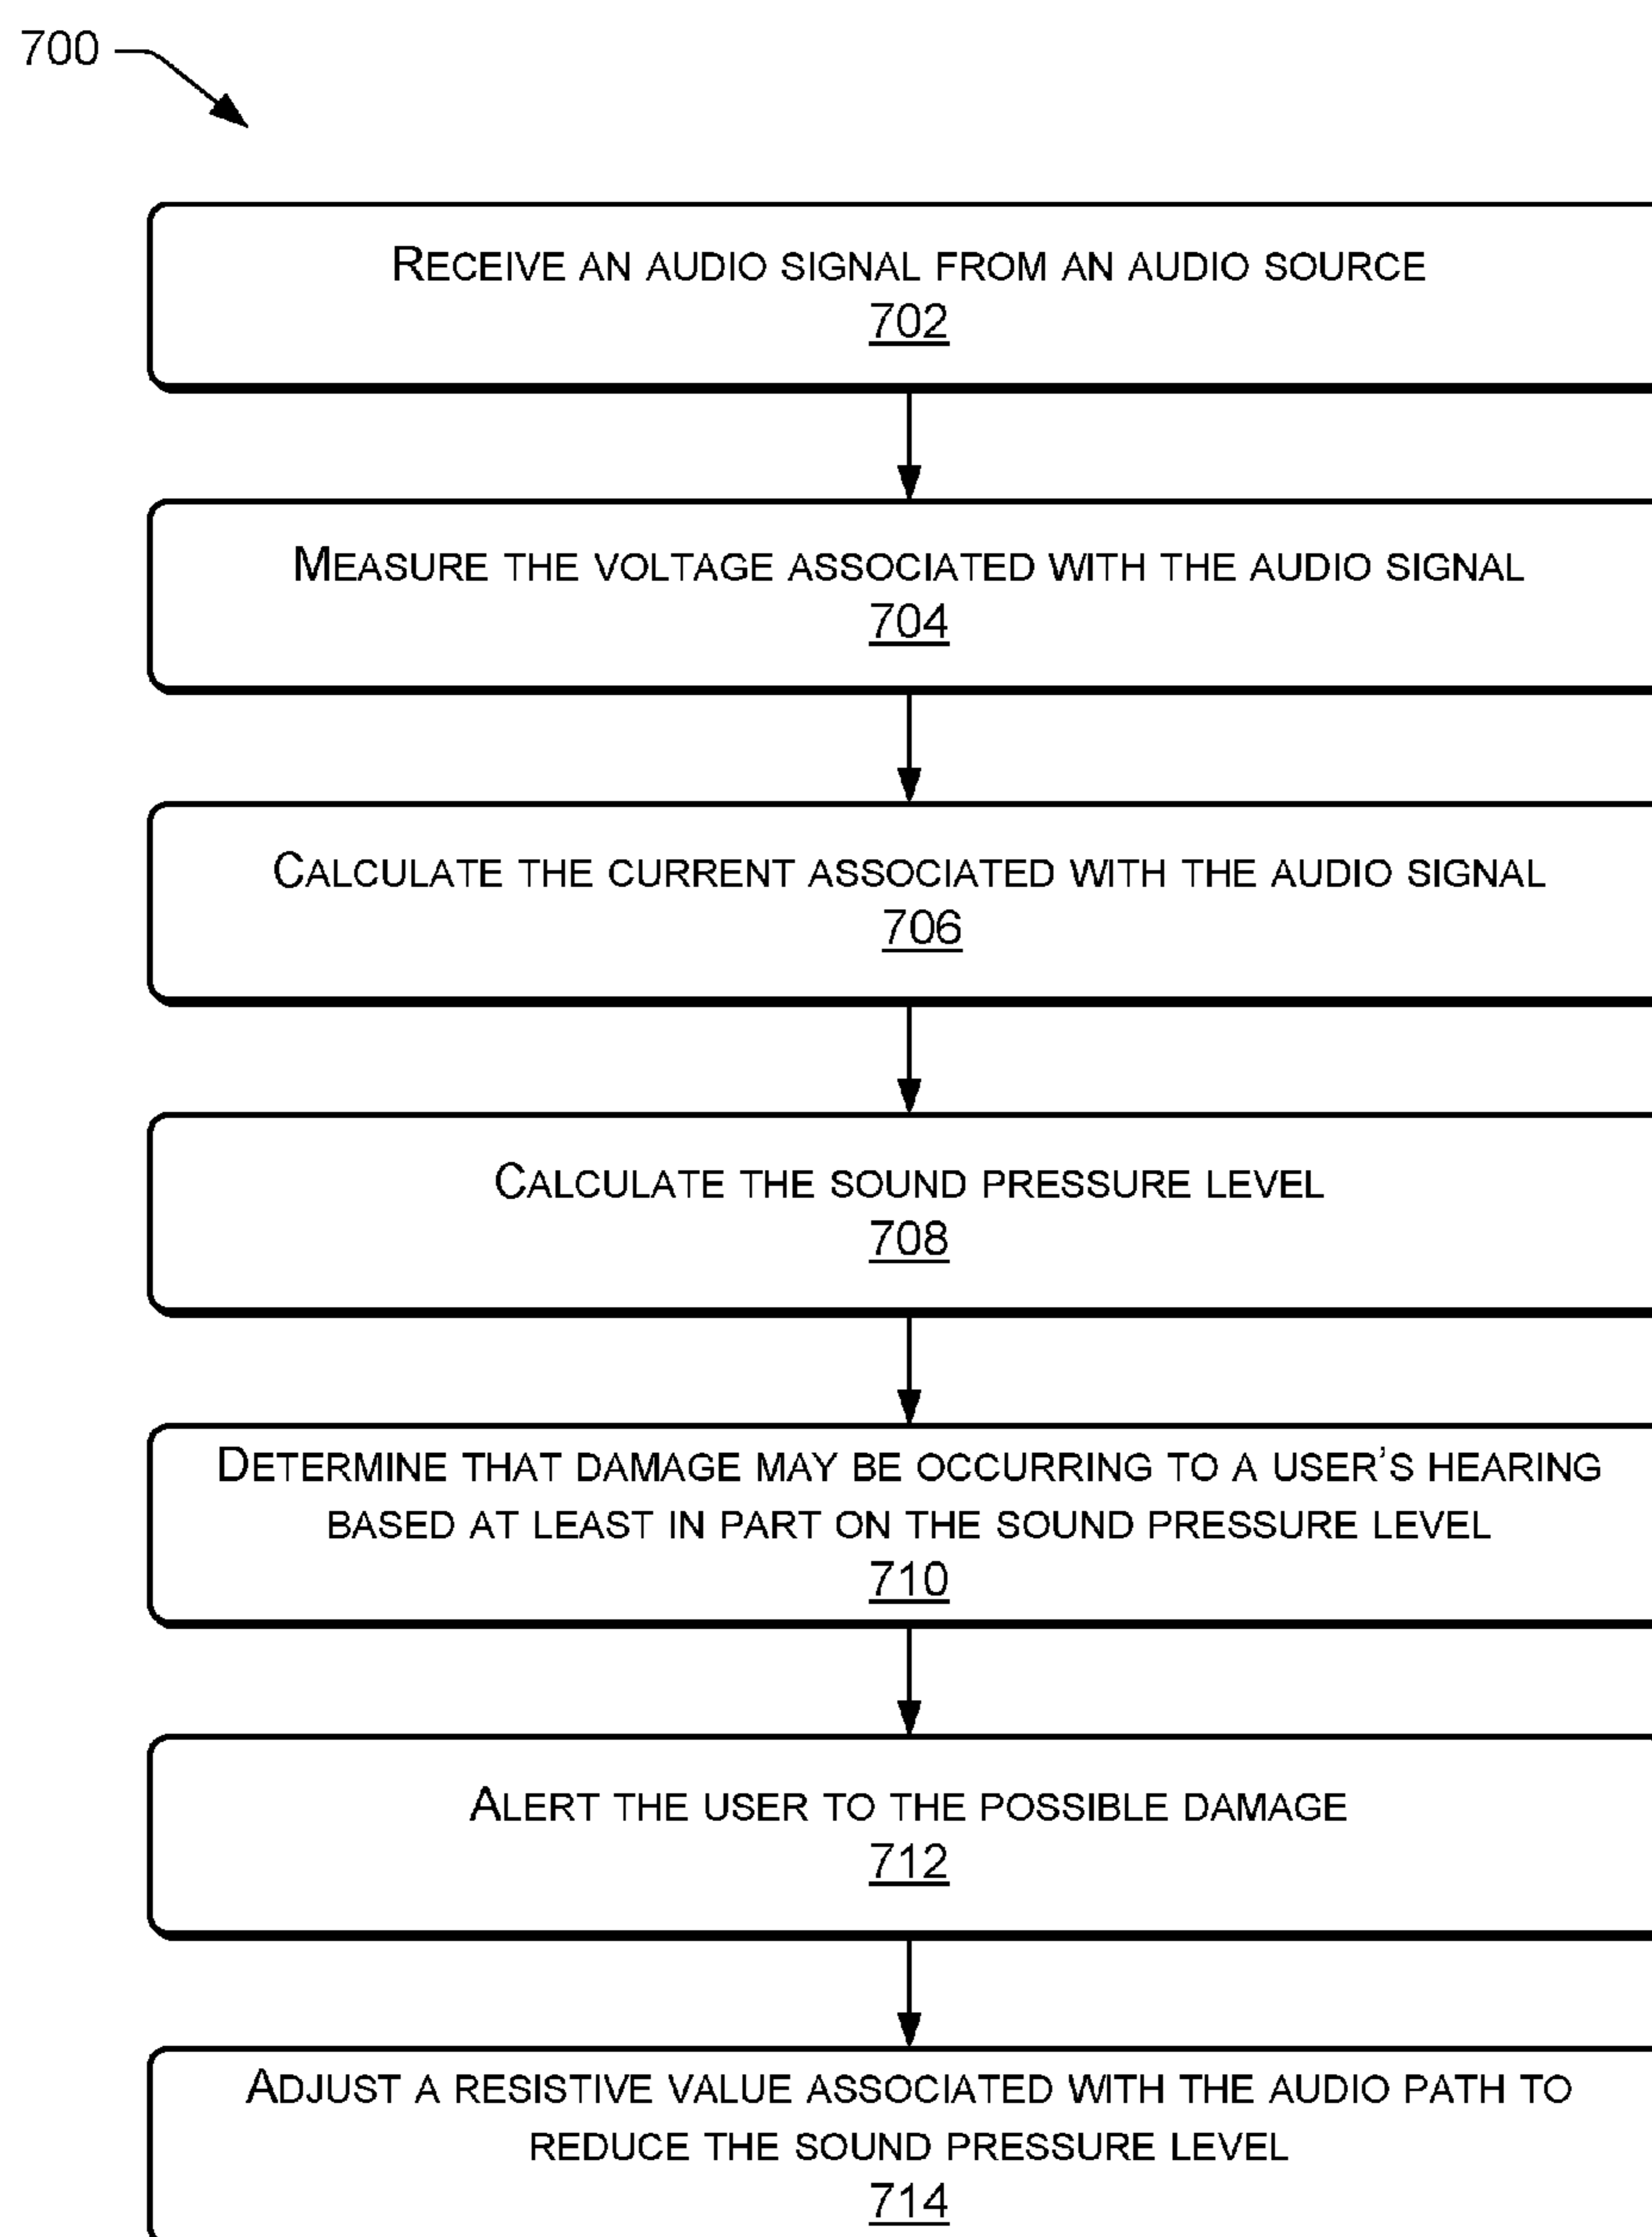 700
RECEIVE AN AUDIO SIGNAL FROM AN AUDIO SOURCE
702
MEASURE THE VOLTAGE ASSOCIATED WITH THE AUDIO SIGNAL
704
CALCULATE THE CURRENT ASSOCIATED WITH THE AUDIO SIGNAL
706
CALCULATE THE SOUND PRESSURE LEVEL
708
DETERMINE THAT DAMAGE MAY BE OCCURRING TO A USER'S HEARING
BASED AT LEAST IN PART ON THE SOUND PRESSURE LEVEL
710
ALERT THE USER TO THE POSSIBLE DAMAGE
712
ADJUST A RESISTIVE VALUE ASSOCIATED WITH THE AUDIO PATH TO
REDUCE THE SOUND PRESSURE LEVEL
714